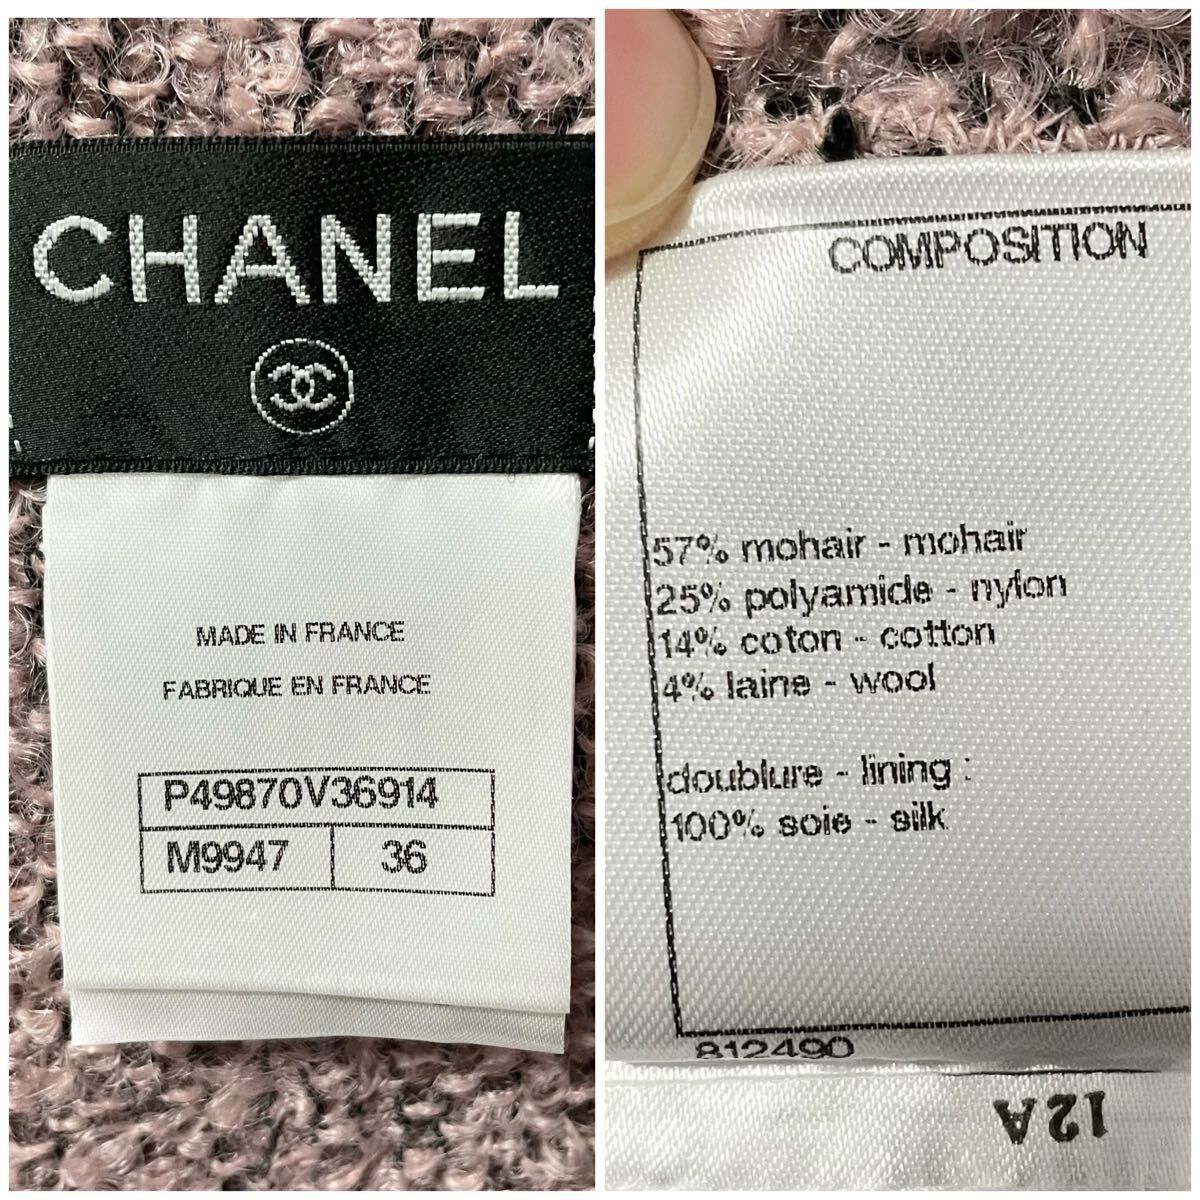 CHANEL
MADE IN FRANCE
FABRIQUE EN FRANCE
P49870V36914
M9947 36
COMPOSITION
57% mohair - mohair
25% polyamide - nylon
14% coton - cotton
4% laine - wool
doublure - lining :
100% soie - silk
812490
12A